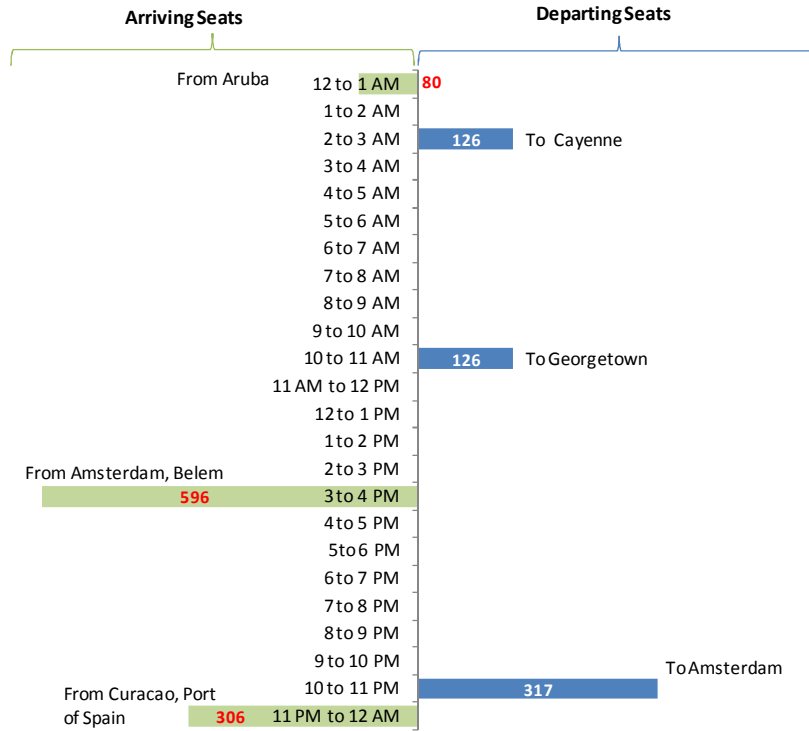 Arriving Seats
Departing Seats
From Aruba
12 to 1 AM
80
1 to 2 AM
2 to 3 AM
126
To Cayenne
3 to 4 AM
4 to 5 AM
5 to 6 AM
6 to 7 AM
7 to 8 AM
8 to 9 AM
9 to 10 AM
10 to 11 AM
126
To Georgetown
11 AM to 12 PM
12 to 1 PM
1 to 2 PM
2 to 3 PM
From Amsterdam, Belem
596
3 to 4 PM
4 to 5 PM
5 to 6 PM
6 to 7 PM
7 to 8 PM
8 to 9 PM
9 to 10 PM
To Amsterdam
10 to 11 PM
317
From Curacao, Port
of Spain
306
11 PM to 12 AM